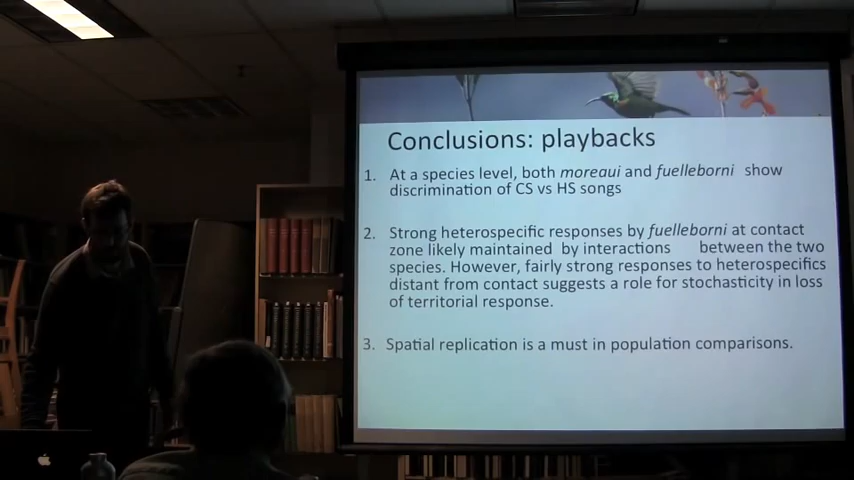 Conclusions: playbacks
1. At a species level, both moreaui and fuelleborni show
discrimination of CS vs HS songs
2. Strong heterospecific responses by fuelleborni at contact
zone likely maintained by interactions between the two
species. However, fairly strong responses to heterospecifics
distant from contact suggests a role for stochasticity in loss
of territorial response.
3. Spatial replication is a must in population comparisons.